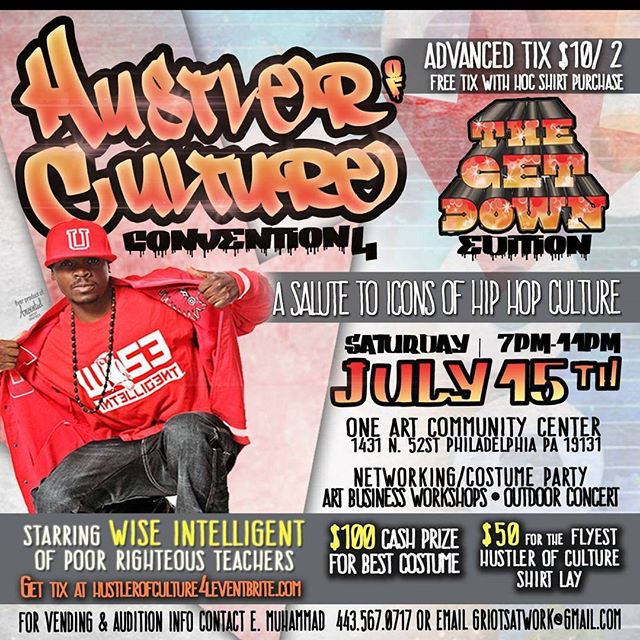 HUSTLER OF
CULTURE
CONVENTION 4
ADVANCED TIX $10/ 2
FREE TIX WITH HOC SHIRT PURCHASE
THE
GET
DOWN
EDITION
A SALUTE TO ICONS OF HIP HOP CULTURE
U
WISE
INTELLIGENT
SATURDAY | 7PM-11PM
JULY 15TH
ONE ART COMMUNITY CENTER
1431 N. 52ST PHILADELPHIA PA 19131
NETWORKING/COSTUME PARTY
ART BUSINESS WORKSHOPS • OUTDOOR CONCERT
STARRING WISE INTELLIGENT
OF POOR RIGHTEOUS TEACHERS
GET TIX AT HUSTLEROFCULTURE4.EVENTBRITE.COM
$100 CASH PRIZE
FOR BEST COSTUME
$50 FOR THE FLYEST
HUSTLER OF CULTURE
SHIRT LAY
FOR VENDING & AUDITION INFO CONTACT E. MUHAMMAD 443.567.0717 OR EMAIL GRIOTSATWORK@GMAIL.COM